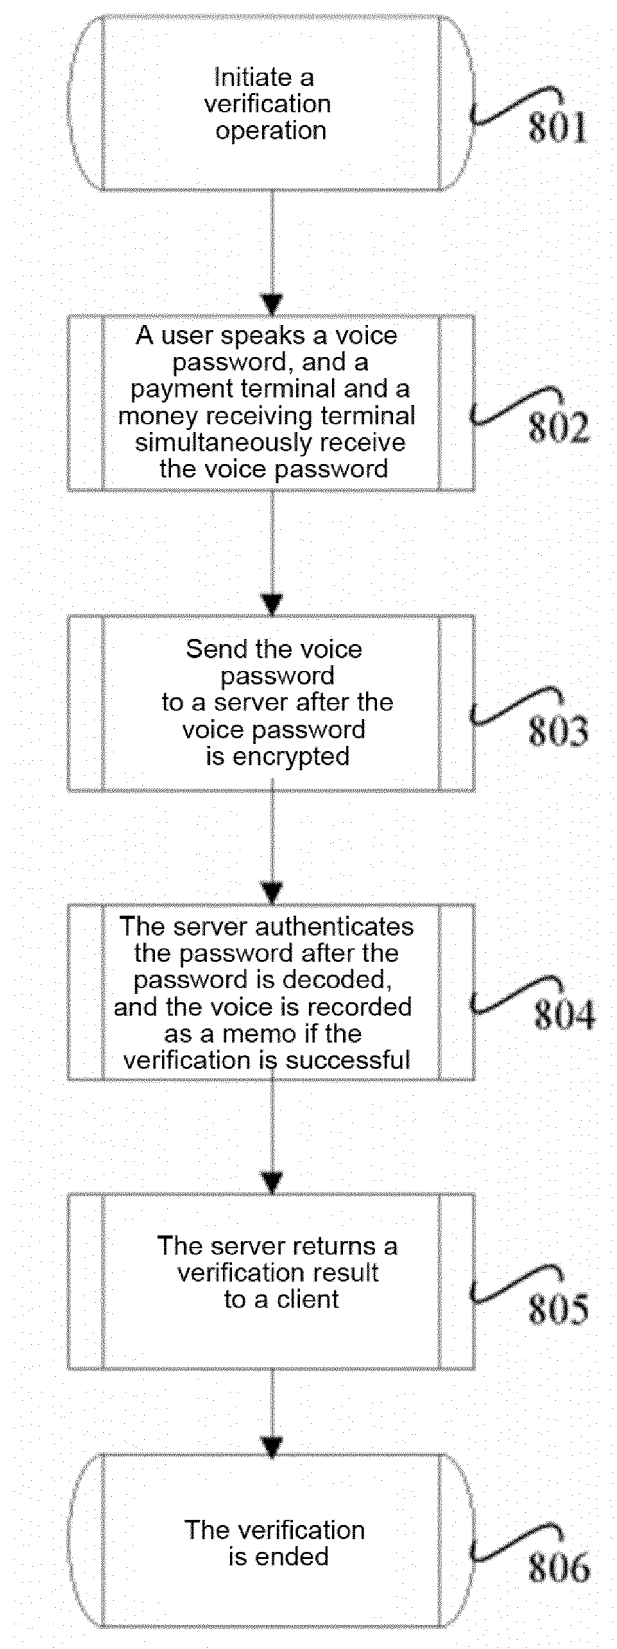 Initiate a
verification
operation
801
A user speaks a voice
password, and a
payment terminal and a
money receiving terminal
simultaneously receive
the voice password
802
Send the voice
password
to a server after the
voice password
is encrypted
803
The server authenticates
the password after the
password is decoded,
and the voice is recorded
as a memo if the
verification is successful
804
The server returns a
verification result
to a client
805
The verification
is ended
806